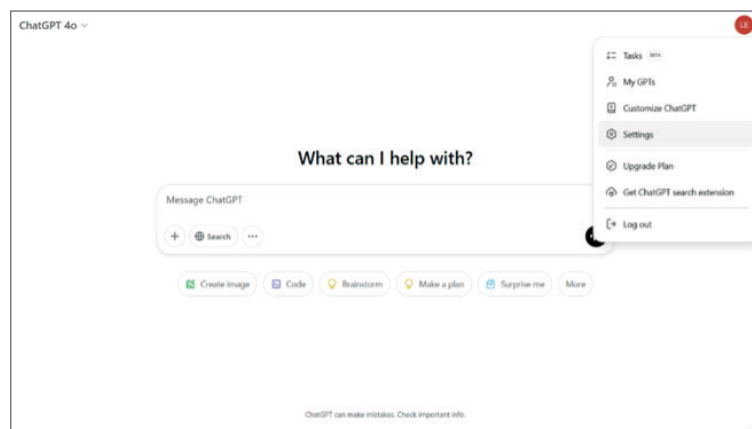 ChatGPT 4o
LE
Tasks BETA
My GPTs
Customize ChatGPT
Settings
Upgrade Plan
Get ChatGPT search extension
Log out
What can I help with?
Message ChatGPT
Search
Create image
Code
Brainstorm
Make a plan
Surprise me
More
ChatGPT can make mistakes. Check important info.